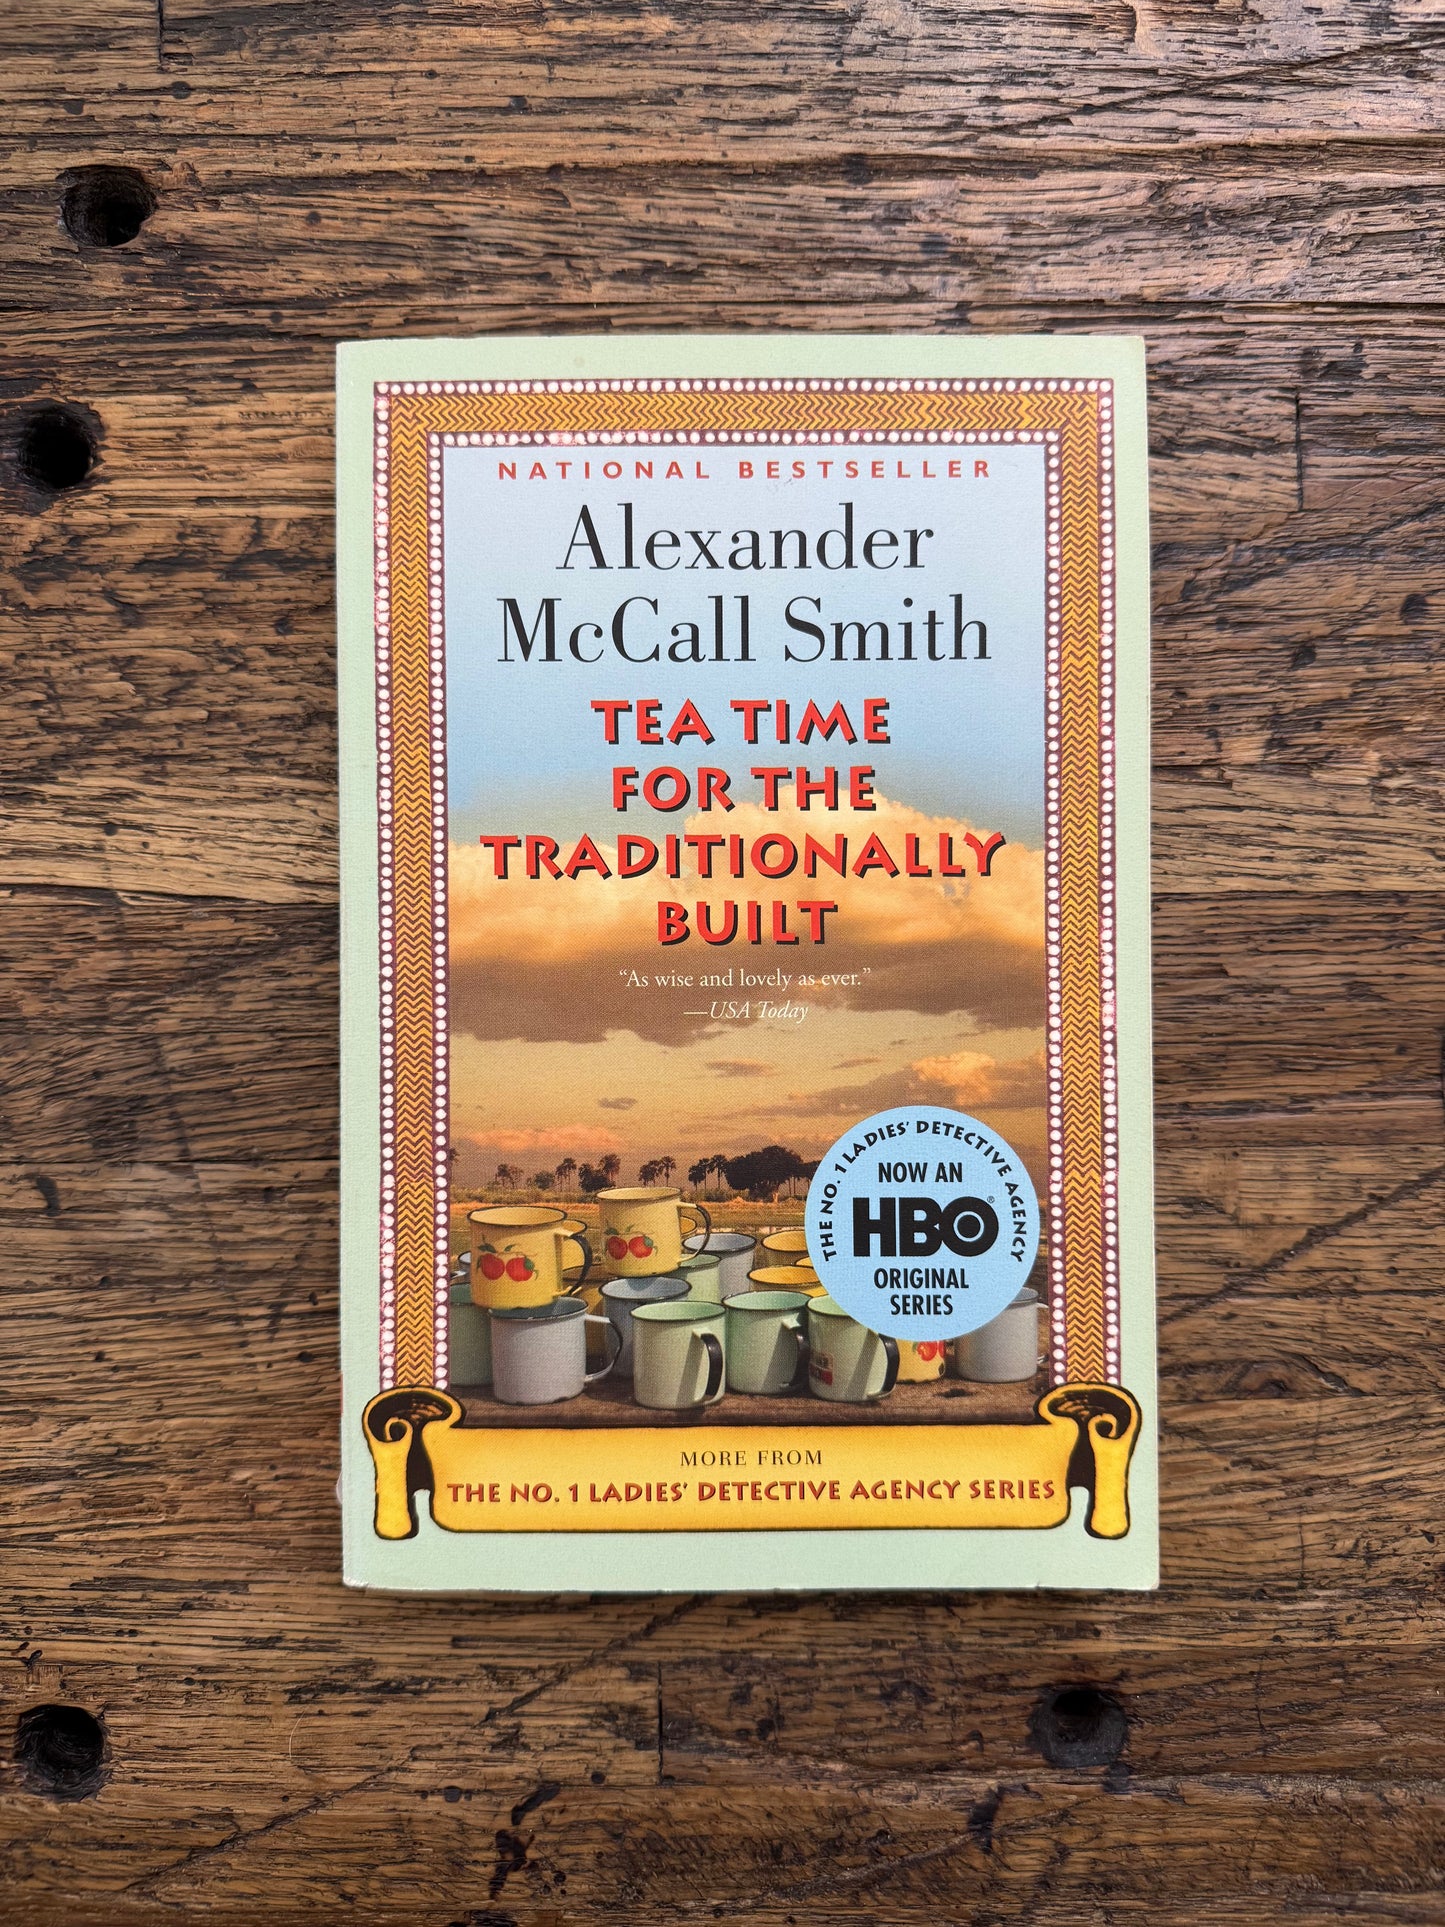 NATIONAL BESTSELLER
Alexander
McCall Smith
TEA TIME
FOR THE
TRADITIONALLY
BUILT
“As wise and lovely as ever.”
—USA Today
THE NO. 1 LADIES’ DETECTIVE AGENCY
NOW AN
HBO®
ORIGINAL
SERIES
MORE FROM
THE NO. 1 LADIES’ DETECTIVE AGENCY SERIES